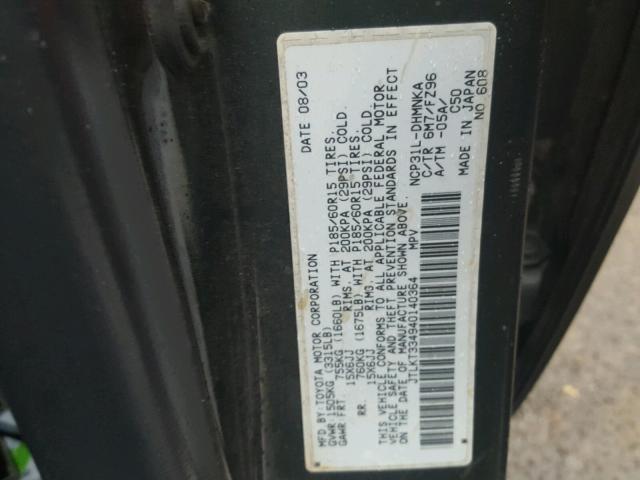 MFD.BY:TOYOTA MOTOR CORPORATION DATE 08/03
GVWR 1505KG (3315LB)
GAWR FRT. 755KG (1660LB) WITH P185/60R15 TIRES,
15X6JJ RIMS. AT 200KPA (29PSI) COLD.
RR. 760KG (1675LB) WITH P185/60R15 TIRES,
15X6JJ RIMS. AT 200KPA (29PSI) COLD.
THIS VEHICLE CONFORMS TO ALL APPLICABLE FEDERAL MOTOR
VEHICLE SAFETY AND THEFT PREVENTION STANDARDS IN EFFECT
ON THE DATE OF MANUFACTURE SHOWN ABOVE.
JTLKT334940140364 MPV
NCP31L-DHMNKA
C/TR 6M7/FZ96
A/TM -05A/ C50
MADE IN JAPAN NO 608